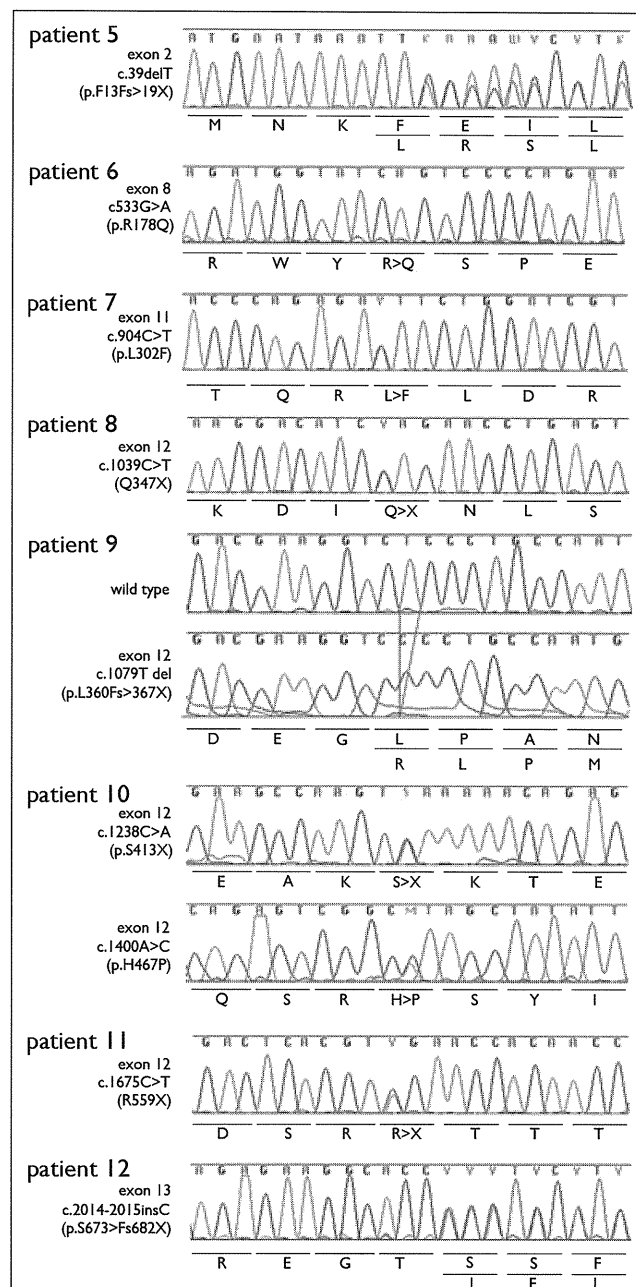 patient 5
exon 2
c.39delT
(p.F13Fs>19X)
M N K F E I L
L R S L
patient 6
exon 8
c533G>A
(p.R178Q)
A G A T G G T A T C A G T C C C C A G A A
R W Y R>Q S P E
patient 7
exon 11
c.904C>T
(p.L302F)
A C C C A G A G A Y T T C T G G A T C G T
T Q R L>F L D R
patient 8
exon 12
c.1039C>T
(Q347X)
A A G G A C A T C Y A G A A C C T G A G T
K D I Q>X N L S
patient 9
wild type
G A C G A A G G T C T C C C T G C C A A T
exon 12
c.1079T del
(p.L360Fs>367X)
G A C G A A G G T C C C C T G C C A A T G
D E G L P A N
R L P M
patient 10
exon 12
c.1238C>A
(p.S413X)
G A A G C C A A G T S A A A A A C A G A G
E A K S>X K T E
exon 12
c.1400A>C
(p.H467P)
C A G A G T C G G C M T A G C T A T A T T
Q S R H>P S Y I
patient 11
exon 12
c.1675C>T
(R559X)
G A C T C A C G T Y G A A C C A C A A C C
D S R R>X T T T
patient 12
exon 13
c.2014-2015insC
(p.S673>Fs682X)
A G A G A A G G C A C C Y Y Y T Y C Y T Y
R E G T S S F